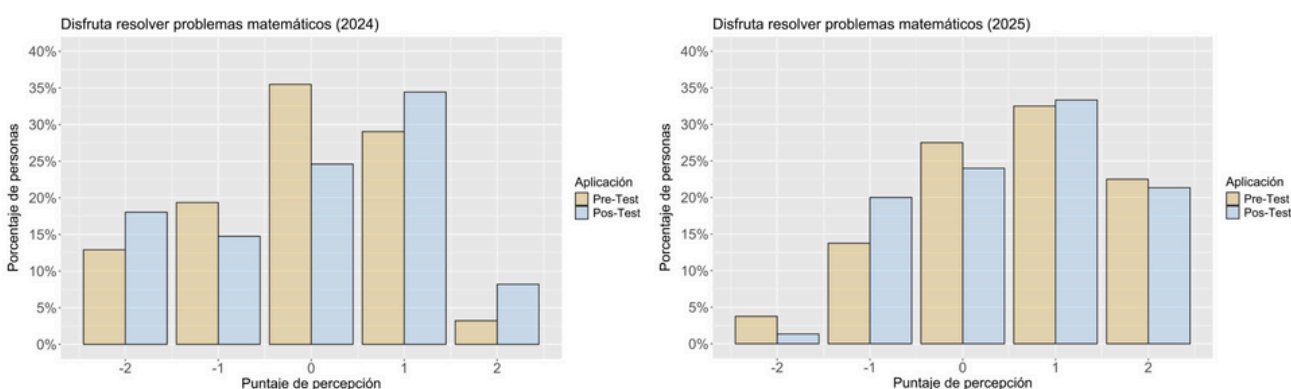 Disfruta resolver problemas matemáticos (2024)
40%
35%
30%
25%
20%
15%
10%
5%
0%
Porcentaje de personas
-2 -1 0 1 2
Puntaje de percepción
Aplicación
Pre-Test
Pos-Test
Disfruta resolver problemas matemáticos (2025)
40%
35%
30%
25%
20%
15%
10%
5%
0%
Porcentaje de personas
-2 -1 0 1 2
Puntaje de percepción
Aplicación
Pre-Test
Pos-Test